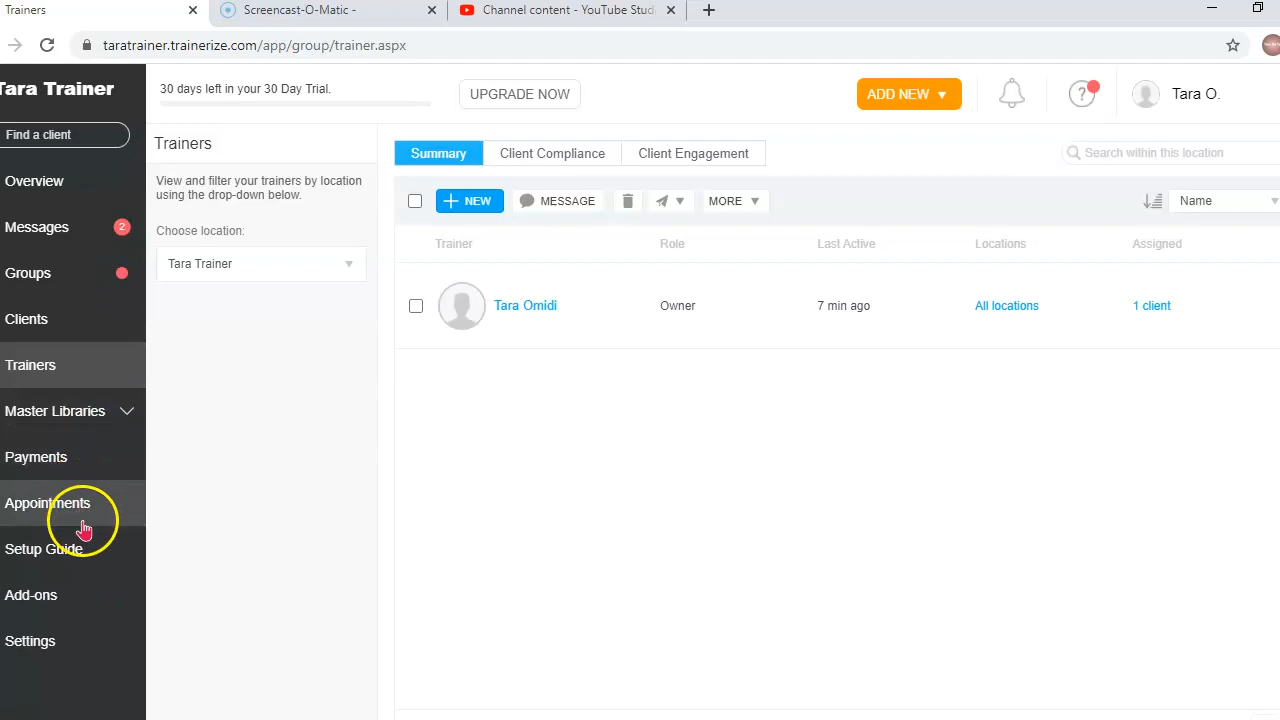 Trainers
Screencast-O-Matic -
Channel content - YouTube Stud
taratrainer.trainerize.com/app/group/trainer.aspx
Tara Trainer
30 days left in your 30 Day Trial.
UPGRADE NOW
ADD NEW
?
Tara O.
Find a client
Overview
Messages
2
Groups
Clients
Trainers
Master Libraries
Payments
Appointments
Setup Guide
Add-ons
Settings
Trainers
View and filter your trainers by location
using the drop-down below.
Choose location:
Tara Trainer
Summary
Client Compliance
Client Engagement
Search within this location
NEW
MESSAGE
MORE
Name
Trainer
Role
Last Active
Locations
Assigned
Tara Omidi
Owner
7 min ago
All locations
1 client